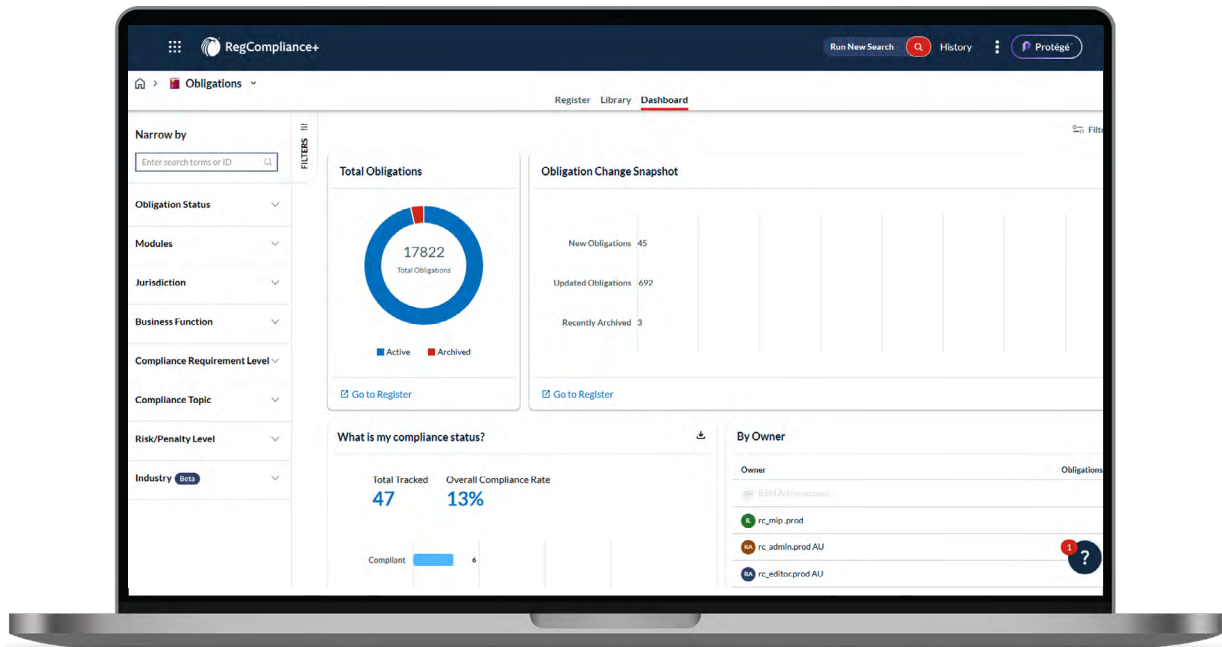 RegCompliance+
Run New Search
History
Protégé
Obligations
Register Library Dashboard
Narrow by
Enter search terms or ID
FILTERS
Obligation Status
Modules
Jurisdiction
Business Function
Compliance Requirement Level
Compliance Topic
Risk/Penalty Level
Industry Beta
Total Obligations
17822
Total Obligations
Active Archived
Go to Register
Obligation Change Snapshot
New Obligations 45
Updated Obligations 692
Recently Archived 3
Go to Register
What is my compliance status?
Total Tracked Overall Compliance Rate
47 13%
Compliant 6
By Owner
Owner Obligations
rc_mip .prod
RA rc_admin.prod AU
RA rc_editor.prod AU
1
?